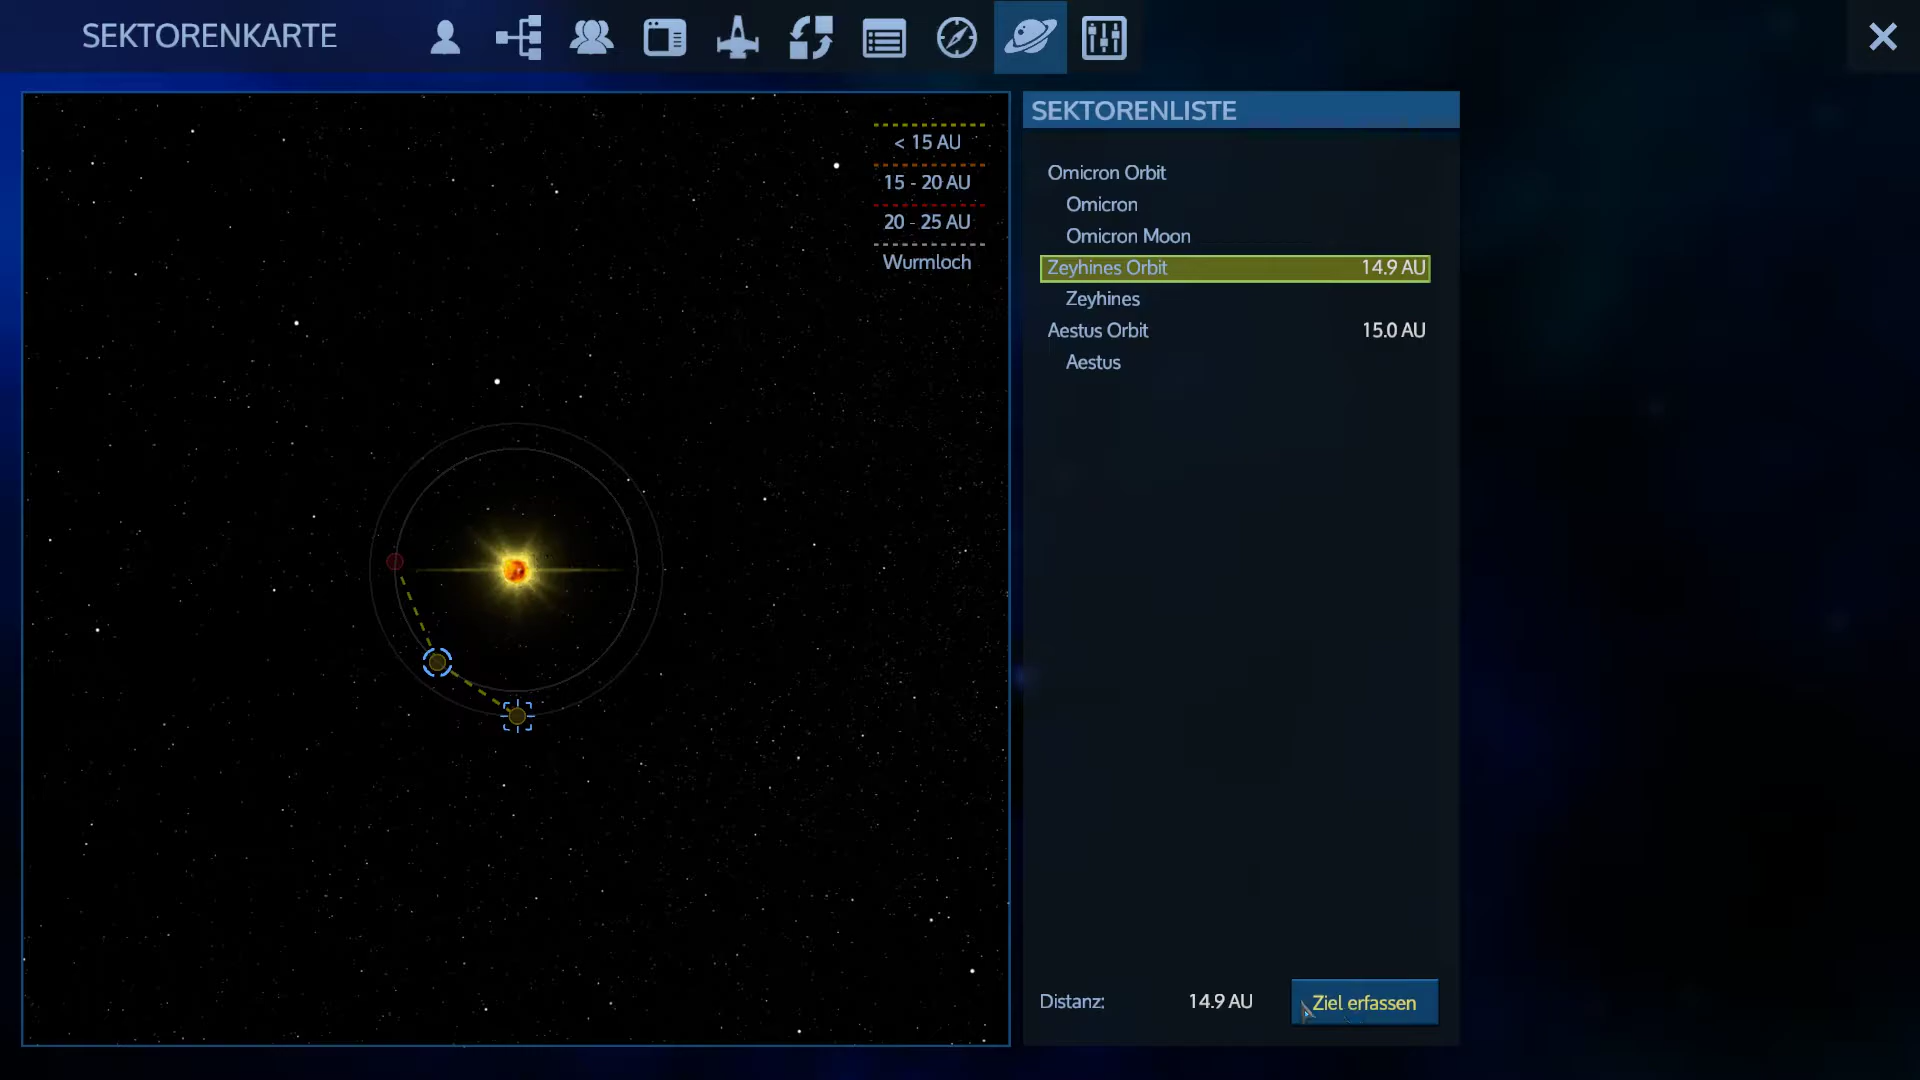 SEKTORENKARTE
< 15 AU
15 - 20 AU
20 - 25 AU
Wurmloch
SEKTORENLISTE
Omicron Orbit
Omicron
Omicron Moon
Zeyhines Orbit 14.9 AU
Zeyhines
Aestus Orbit 15.0 AU
Aestus
Distanz: 14.9 AU Ziel erfassen